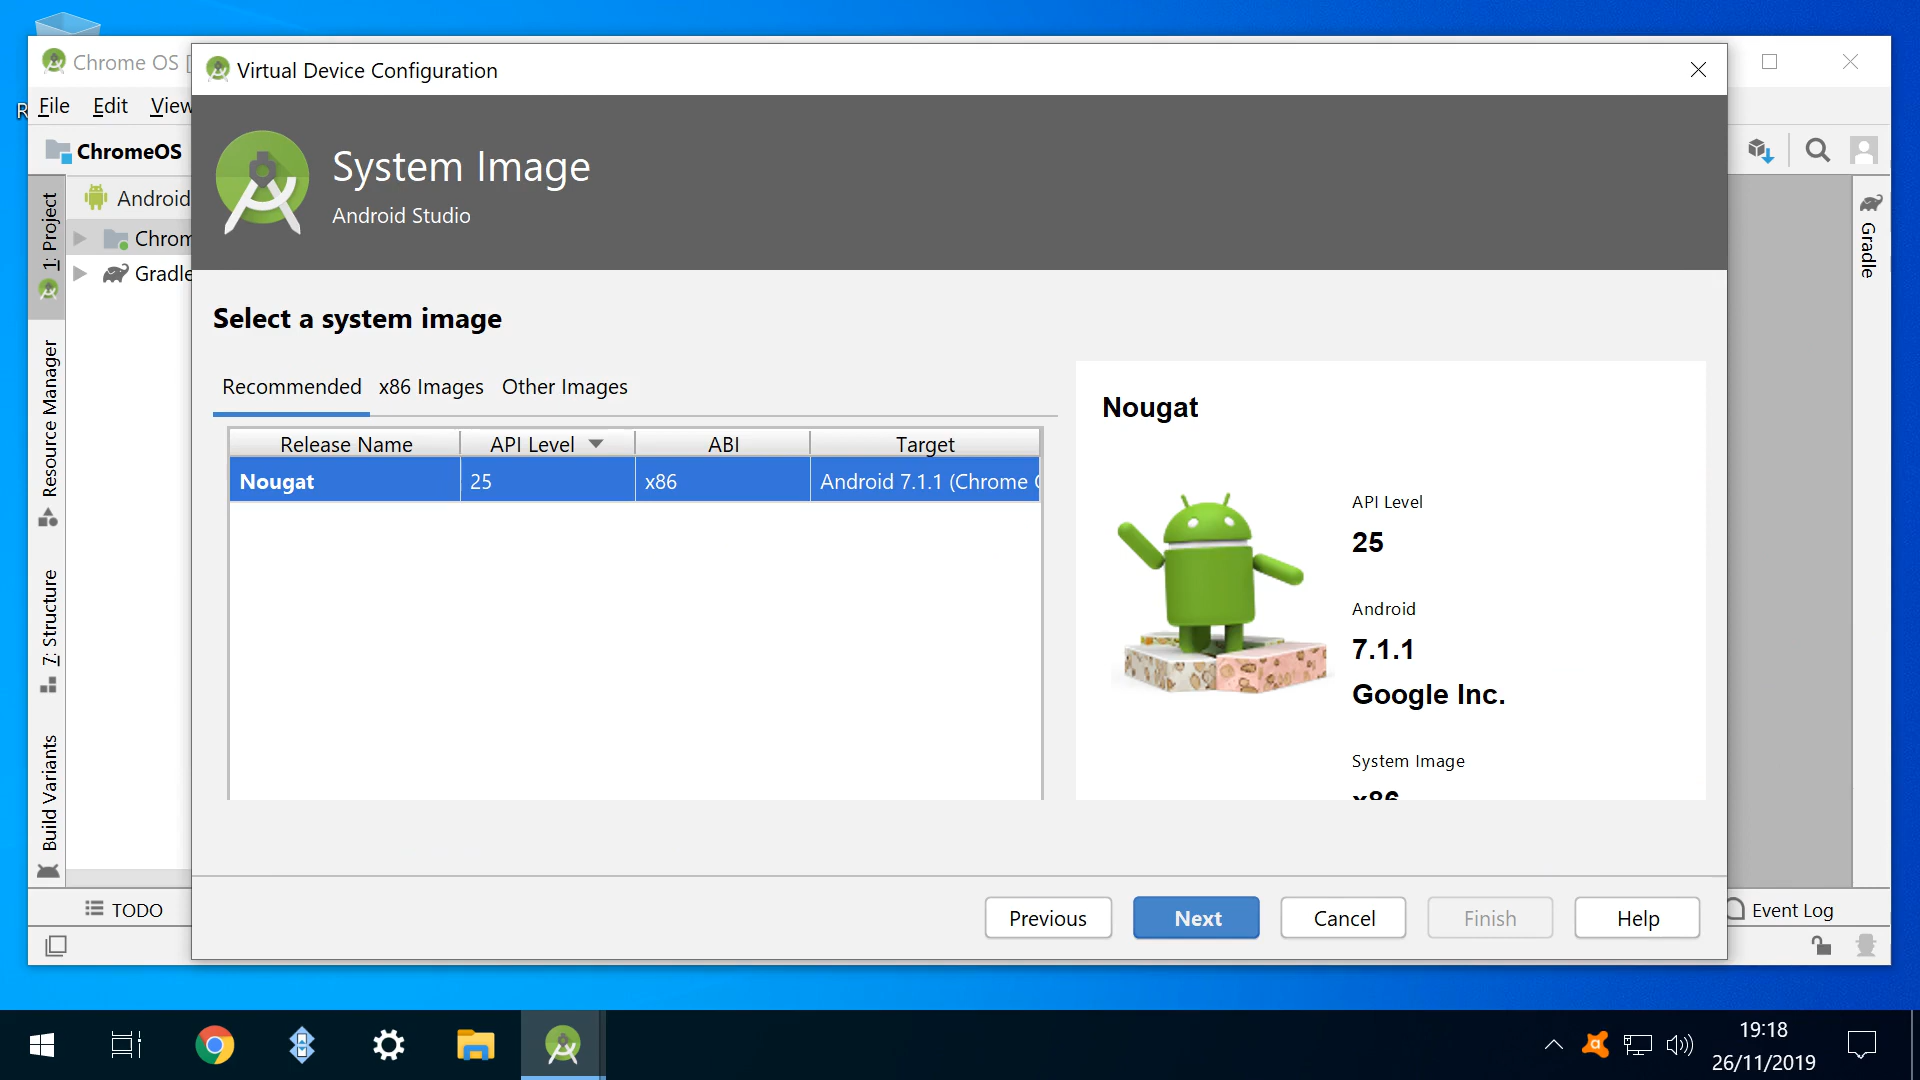 Chrome OS [
Virtual Device Configuration
R
File Edit View
System Image
Android Studio
ChromeOS
Android
Chrom
Gradle
1: Project
Resource Manager
7: Structure
Build Variants
Gradle
Select a system image
Recommended x86 Images Other Images
Release Name API Level ABI Target
Nougat 25 x86 Android 7.1.1 (Chrome
Nougat
API Level
25
Android
7.1.1
Google Inc.
System Image
x86
Previous Next Cancel Finish Help
TODO
Event Log
19:18
26/11/2019